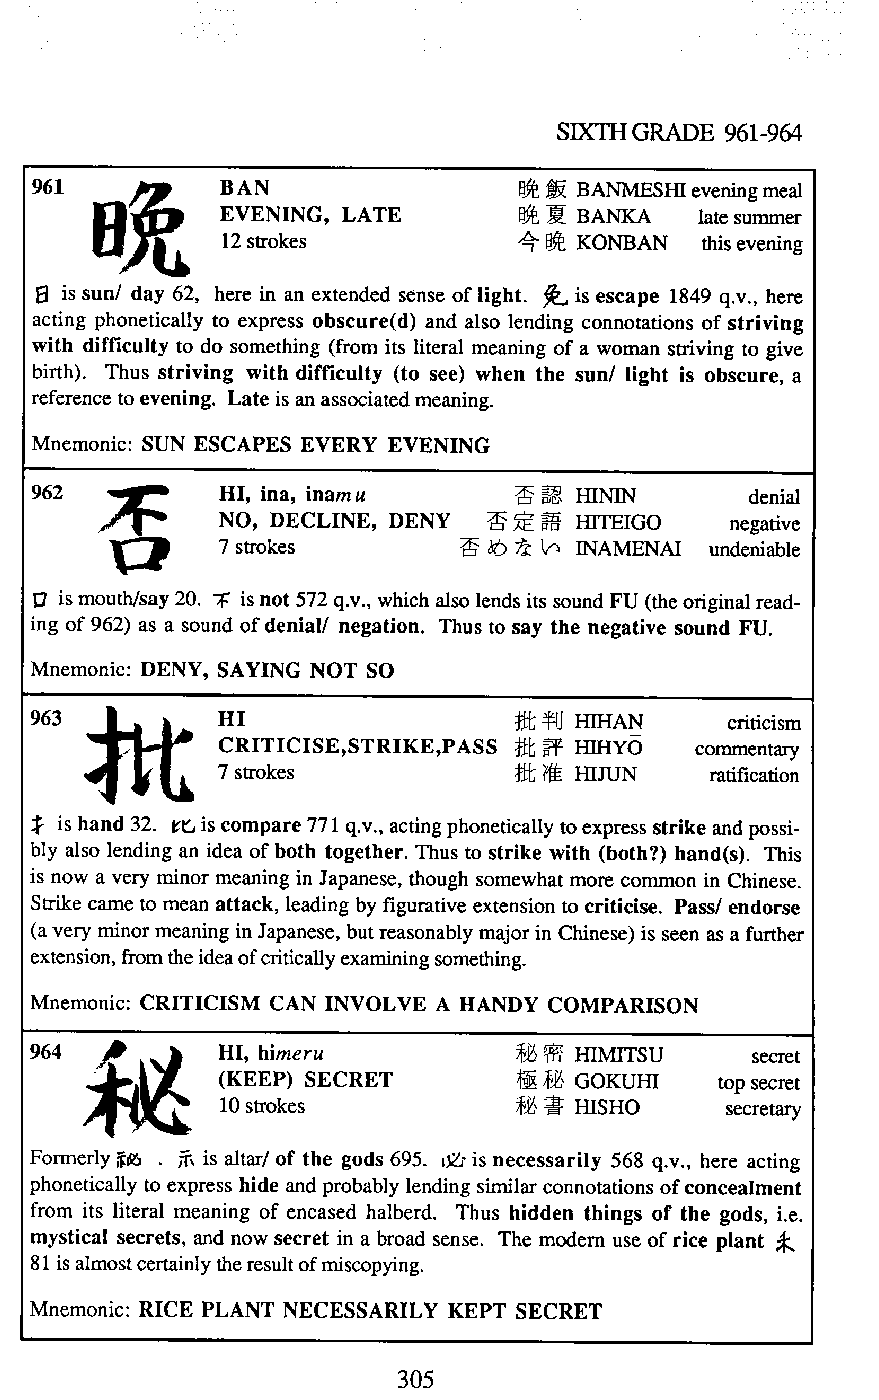 SIXTH GRADE 961-964
961 晩 BAN 晩飯 BANMESHI evening meal
EVENING, LATE 晩夏 BANKA late summer
12 strokes 今晩 KONBAN this evening
日 is sun/ day 62, here in an extended sense of light. 免 is escape 1849 q.v., here
acting phonetically to express obscure(d) and also lending connotations of striving
with difficulty to do something (from its literal meaning of a woman striving to give
birth). Thus striving with difficulty (to see) when the sun/ light is obscure, a
reference to evening. Late is an associated meaning.
Mnemonic: SUN ESCAPES EVERY EVENING
962 否 HI, ina, inamu 否認 HININ denial
NO, DECLINE, DENY 否定語 HITEIGO negative
7 strokes 否めない INAMENAI undeniable
口 is mouth/say 20. 不 is not 572 q.v., which also lends its sound FU (the original read-
ing of 962) as a sound of denial/ negation. Thus to say the negative sound FU.
Mnemonic: DENY, SAYING NOT SO
963 批 HI 批判 HIHAN criticism
CRITICISE,STRIKE,PASS 批評 HIHYŌ commentary
7 strokes 批准 HIJUN ratification
扌 is hand 32. 比 is compare 771 q.v., acting phonetically to express strike and possi-
bly also lending an idea of both together. Thus to strike with (both?) hand(s). This
is now a very minor meaning in Japanese, though somewhat more common in Chinese.
Strike came to mean attack, leading by figurative extension to criticise. Pass/ endorse
(a very minor meaning in Japanese, but reasonably major in Chinese) is seen as a further
extension, from the idea of critically examining something.
Mnemonic: CRITICISM CAN INVOLVE A HANDY COMPARISON
964 秘 HI, himeru 秘密 HIMITSU secret
(KEEP) SECRET 極秘 GOKUHI top secret
10 strokes 秘書 HISHO secretary
Formerly 祕 . 示 is altar/ of the gods 695. 必 is necessarily 568 q.v., here acting
phonetically to express hide and probably lending similar connotations of concealment
from its literal meaning of encased halberd. Thus hidden things of the gods, i.e.
mystical secrets, and now secret in a broad sense. The modern use of rice plant 禾
81 is almost certainly the result of miscopying.
Mnemonic: RICE PLANT NECESSARILY KEPT SECRET
305